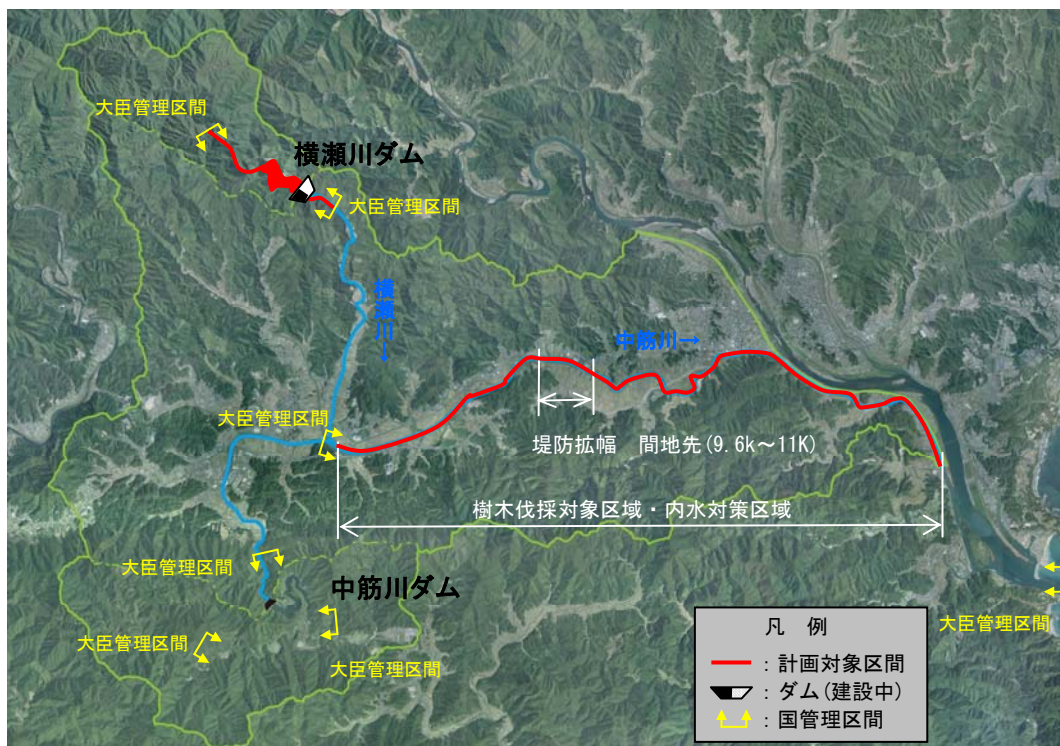 大臣管理区間
横瀬川ダム
大臣管理区間
横瀬川→
中筋川→
大臣管理区間
堤防拡幅　間地先(9.6k～11K)
樹木伐採対象区域・内水対策区域
大臣管理区間
中筋川ダム
大臣管理区間
大臣管理区間
大臣管理区間
凡　例
：計画対象区間
：ダム(建設中)
：国管理区間